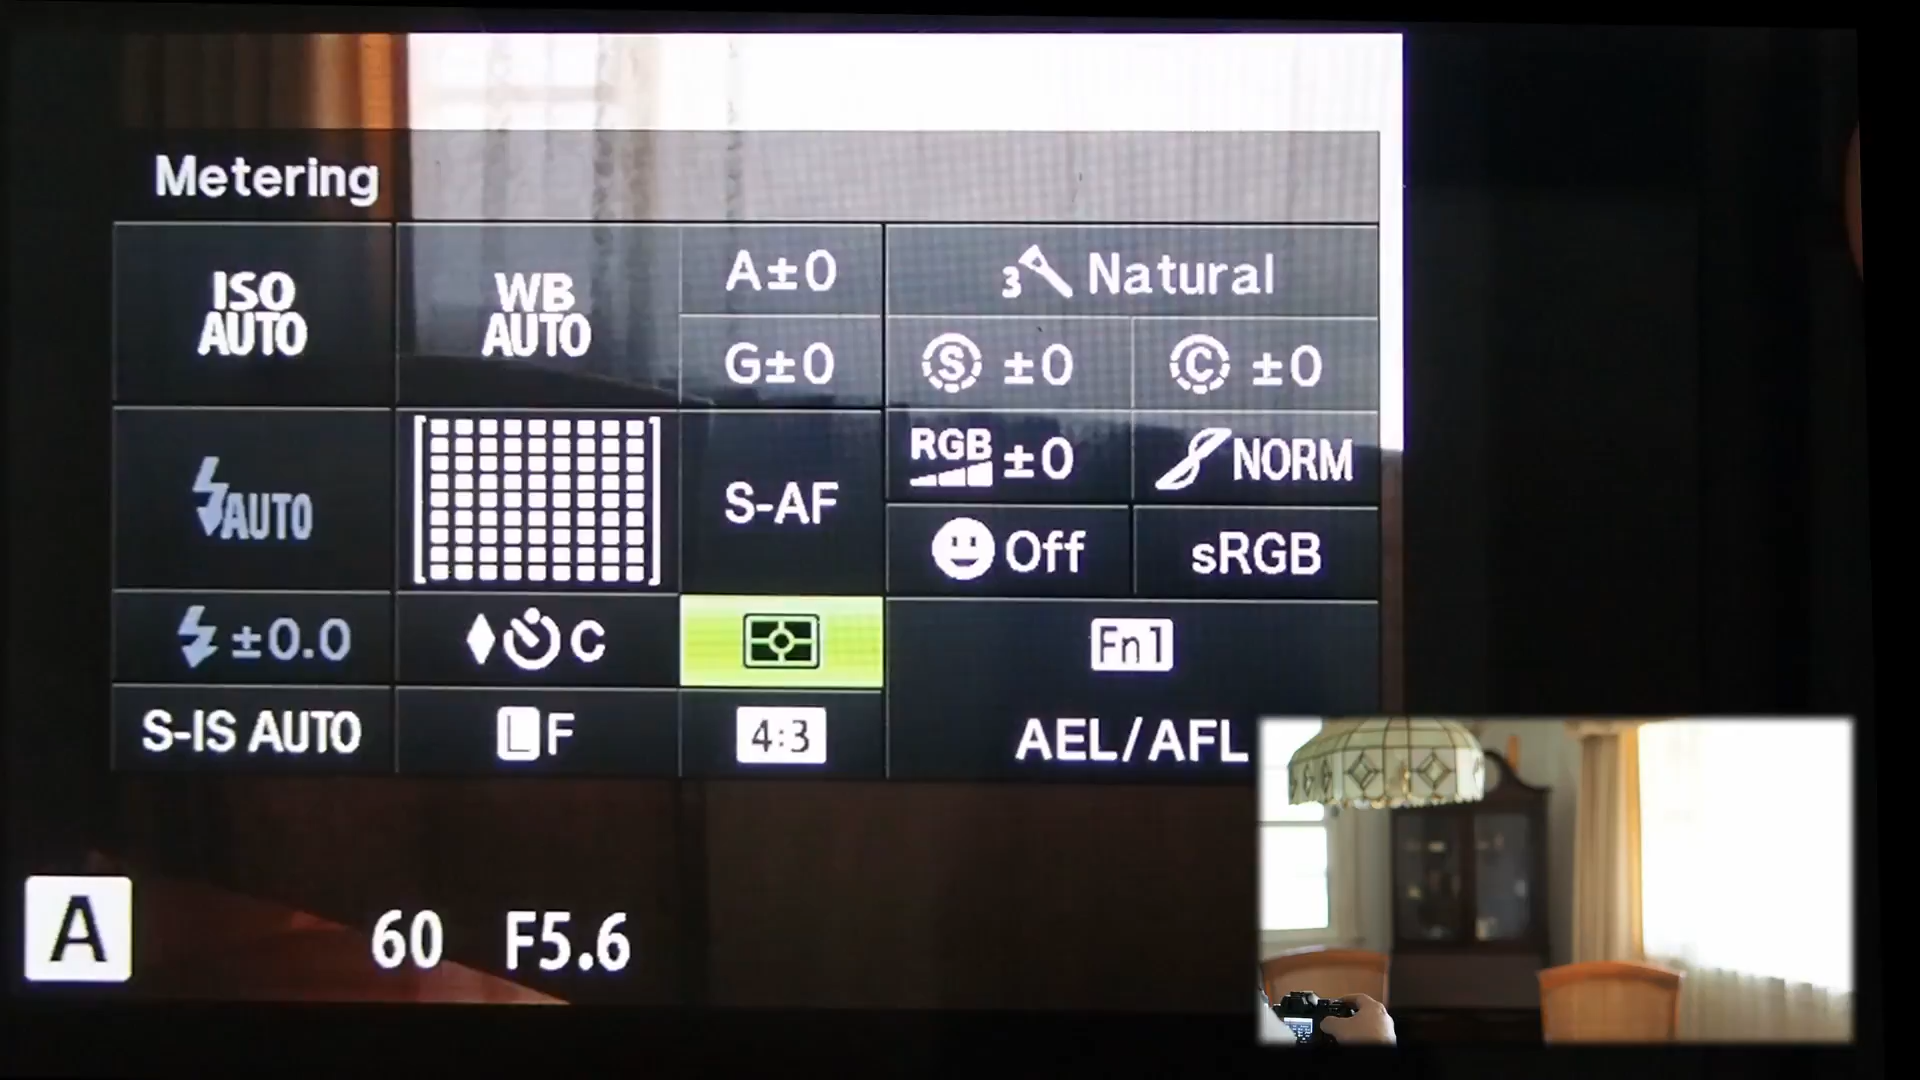 Metering
ISO AUTO
WB AUTO
A±0
G±0
3 Natural
S ±0
C ±0
AUTO
S-AF
RGB ±0
NORM
Off
sRGB
±0.0
C
Fn1
S-IS AUTO
L F
4:3
AEL/AFL
A
60 F5.6